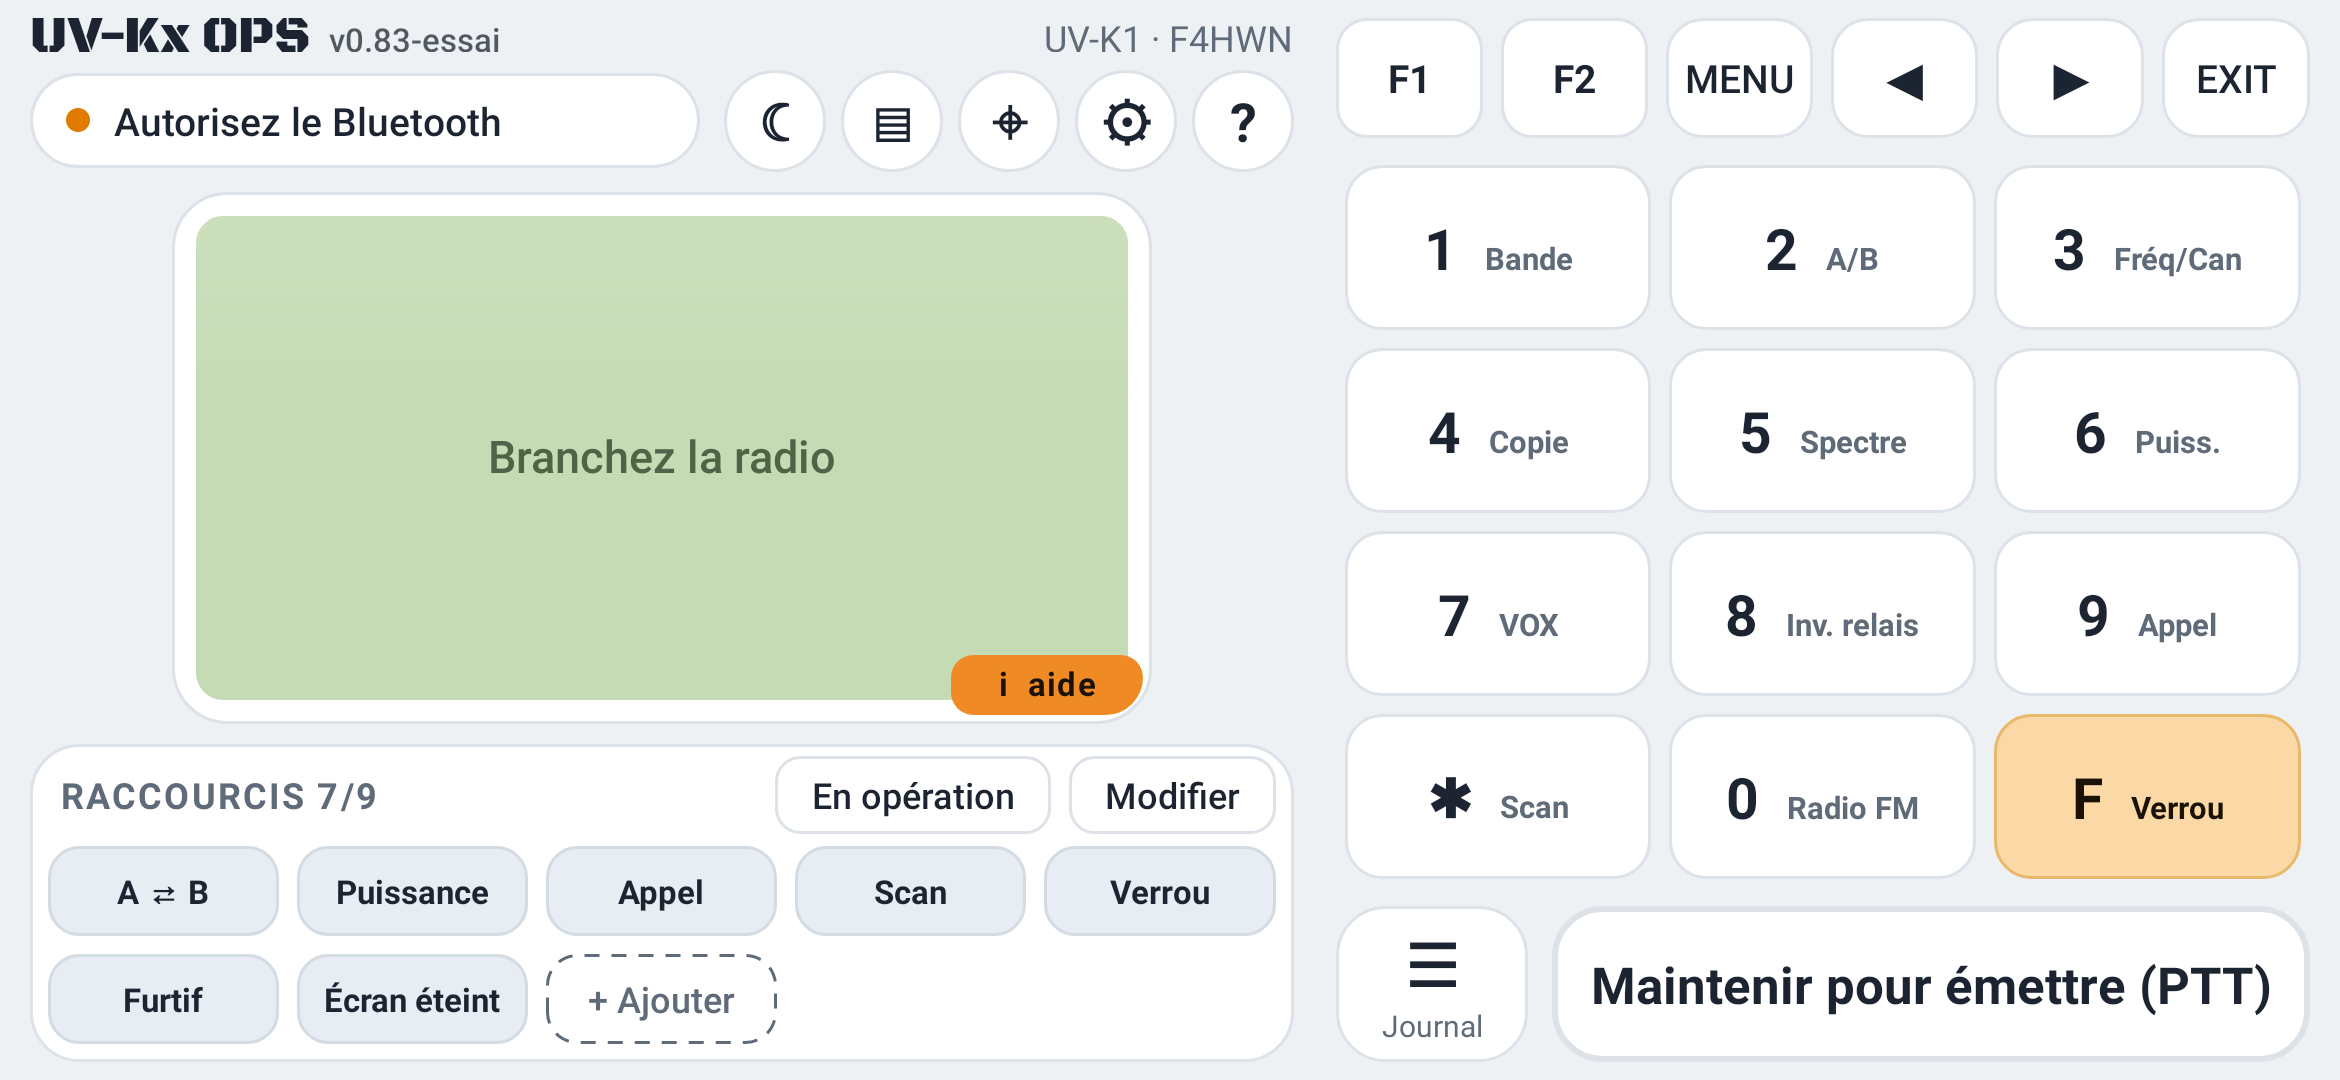 UV-Kx OPS v0.83-essai
UV-K1 · F4HWN
Autorisez le Bluetooth
?
Branchez la radio
i aide
RACCOURCIS 7/9
En opération
Modifier
A ⇄ B
Puissance
Appel
Scan
Verrou
Furtif
Écran éteint
+ Ajouter
F1
F2
MENU
◀
▶
EXIT
1 Bande
2 A/B
3 Fréq/Can
4 Copie
5 Spectre
6 Puiss.
7 VOX
8 Inv. relais
9 Appel
✱ Scan
0 Radio FM
F Verrou
☰
Journal
Maintenir pour émettre (PTT)